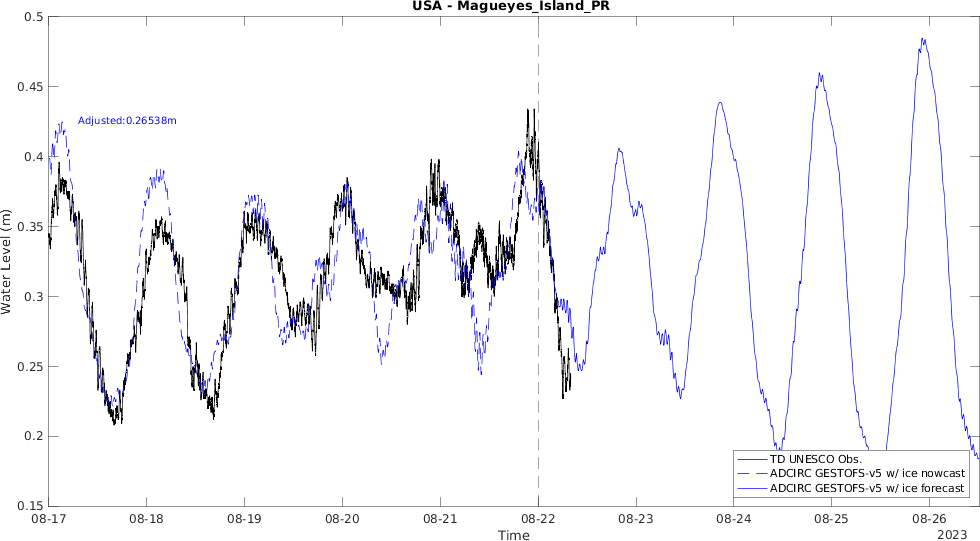 USA - Magueyes_Island_PR
0.5
0.45
Adjusted:0.26538m
0.4
0.35
Water Level (m)
0.3
0.25
0.2
TD UNESCO Obs.
ADCIRC GESTOFS-v5 w/ ice nowcast
ADCIRC GESTOFS-v5 w/ ice forecast
0.15
08-17 08-18 08-19 08-20 08-21 08-22 08-23 08-24 08-25 08-26
Time
2023